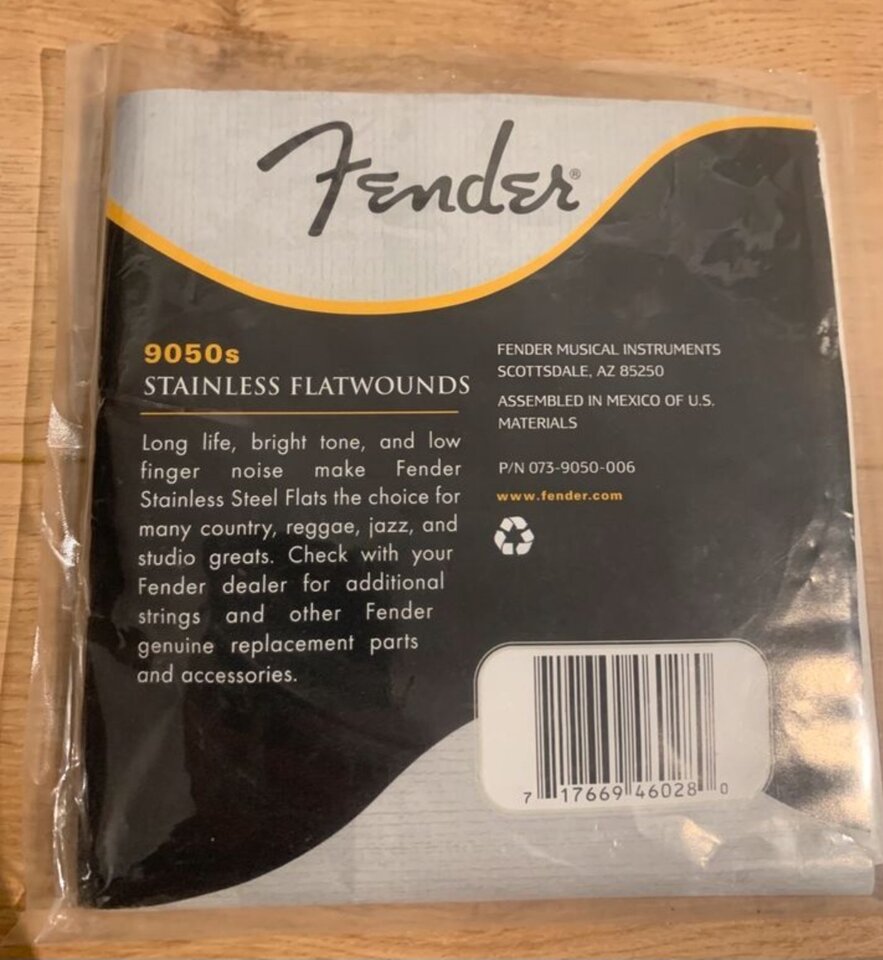 Fender®
9050s
STAINLESS FLATWOUNDS
Long life, bright tone, and low
finger noise make Fender
Stainless Steel Flats the choice for
many country, reggae, jazz, and
studio greats. Check with your
Fender dealer for additional
strings and other Fender
genuine replacement parts
and accessories.
FENDER MUSICAL INSTRUMENTS
SCOTTSDALE, AZ 85250
ASSEMBLED IN MEXICO OF U.S.
MATERIALS
P/N 073-9050-006
www.fender.com
7 17669 46028 0